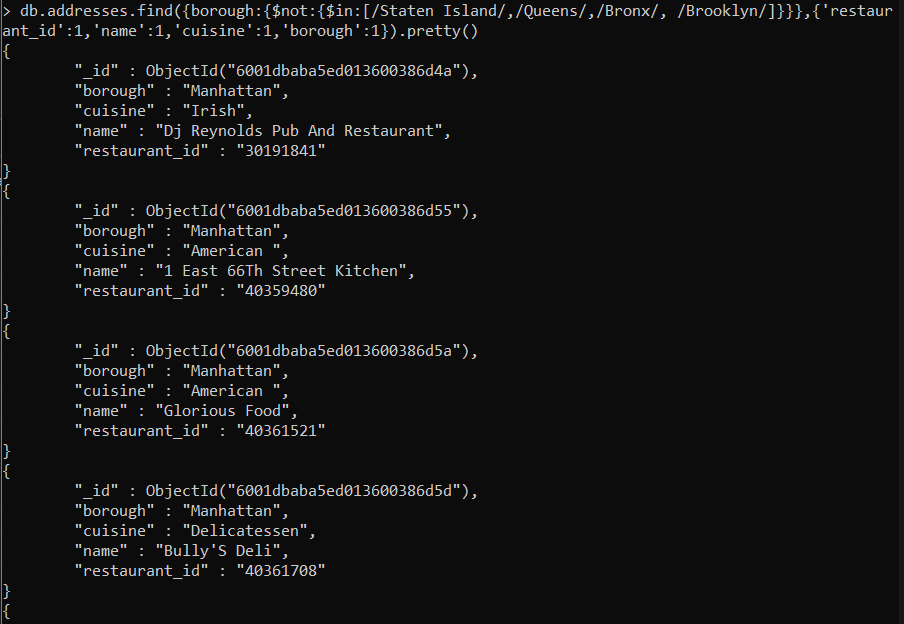 > db.addresses.find({borough:{$not:{$in:[/Staten Island/,/Queens/,/Bronx/, /Brooklyn/]}}},{'restaur
ant_id':1,'name':1,'cuisine':1,'borough':1}).pretty()
{
        "_id" : ObjectId("6001dbaba5ed013600386d4a"),
        "borough" : "Manhattan",
        "cuisine" : "Irish",
        "name" : "Dj Reynolds Pub And Restaurant",
        "restaurant_id" : "30191841"
}
{
        "_id" : ObjectId("6001dbaba5ed013600386d55"),
        "borough" : "Manhattan",
        "cuisine" : "American ",
        "name" : "1 East 66Th Street Kitchen",
        "restaurant_id" : "40359480"
}
{
        "_id" : ObjectId("6001dbaba5ed013600386d5a"),
        "borough" : "Manhattan",
        "cuisine" : "American ",
        "name" : "Glorious Food",
        "restaurant_id" : "40361521"
}
{
        "_id" : ObjectId("6001dbaba5ed013600386d5d"),
        "borough" : "Manhattan",
        "cuisine" : "Delicatessen",
        "name" : "Bully'S Deli",
        "restaurant_id" : "40361708"
}
{